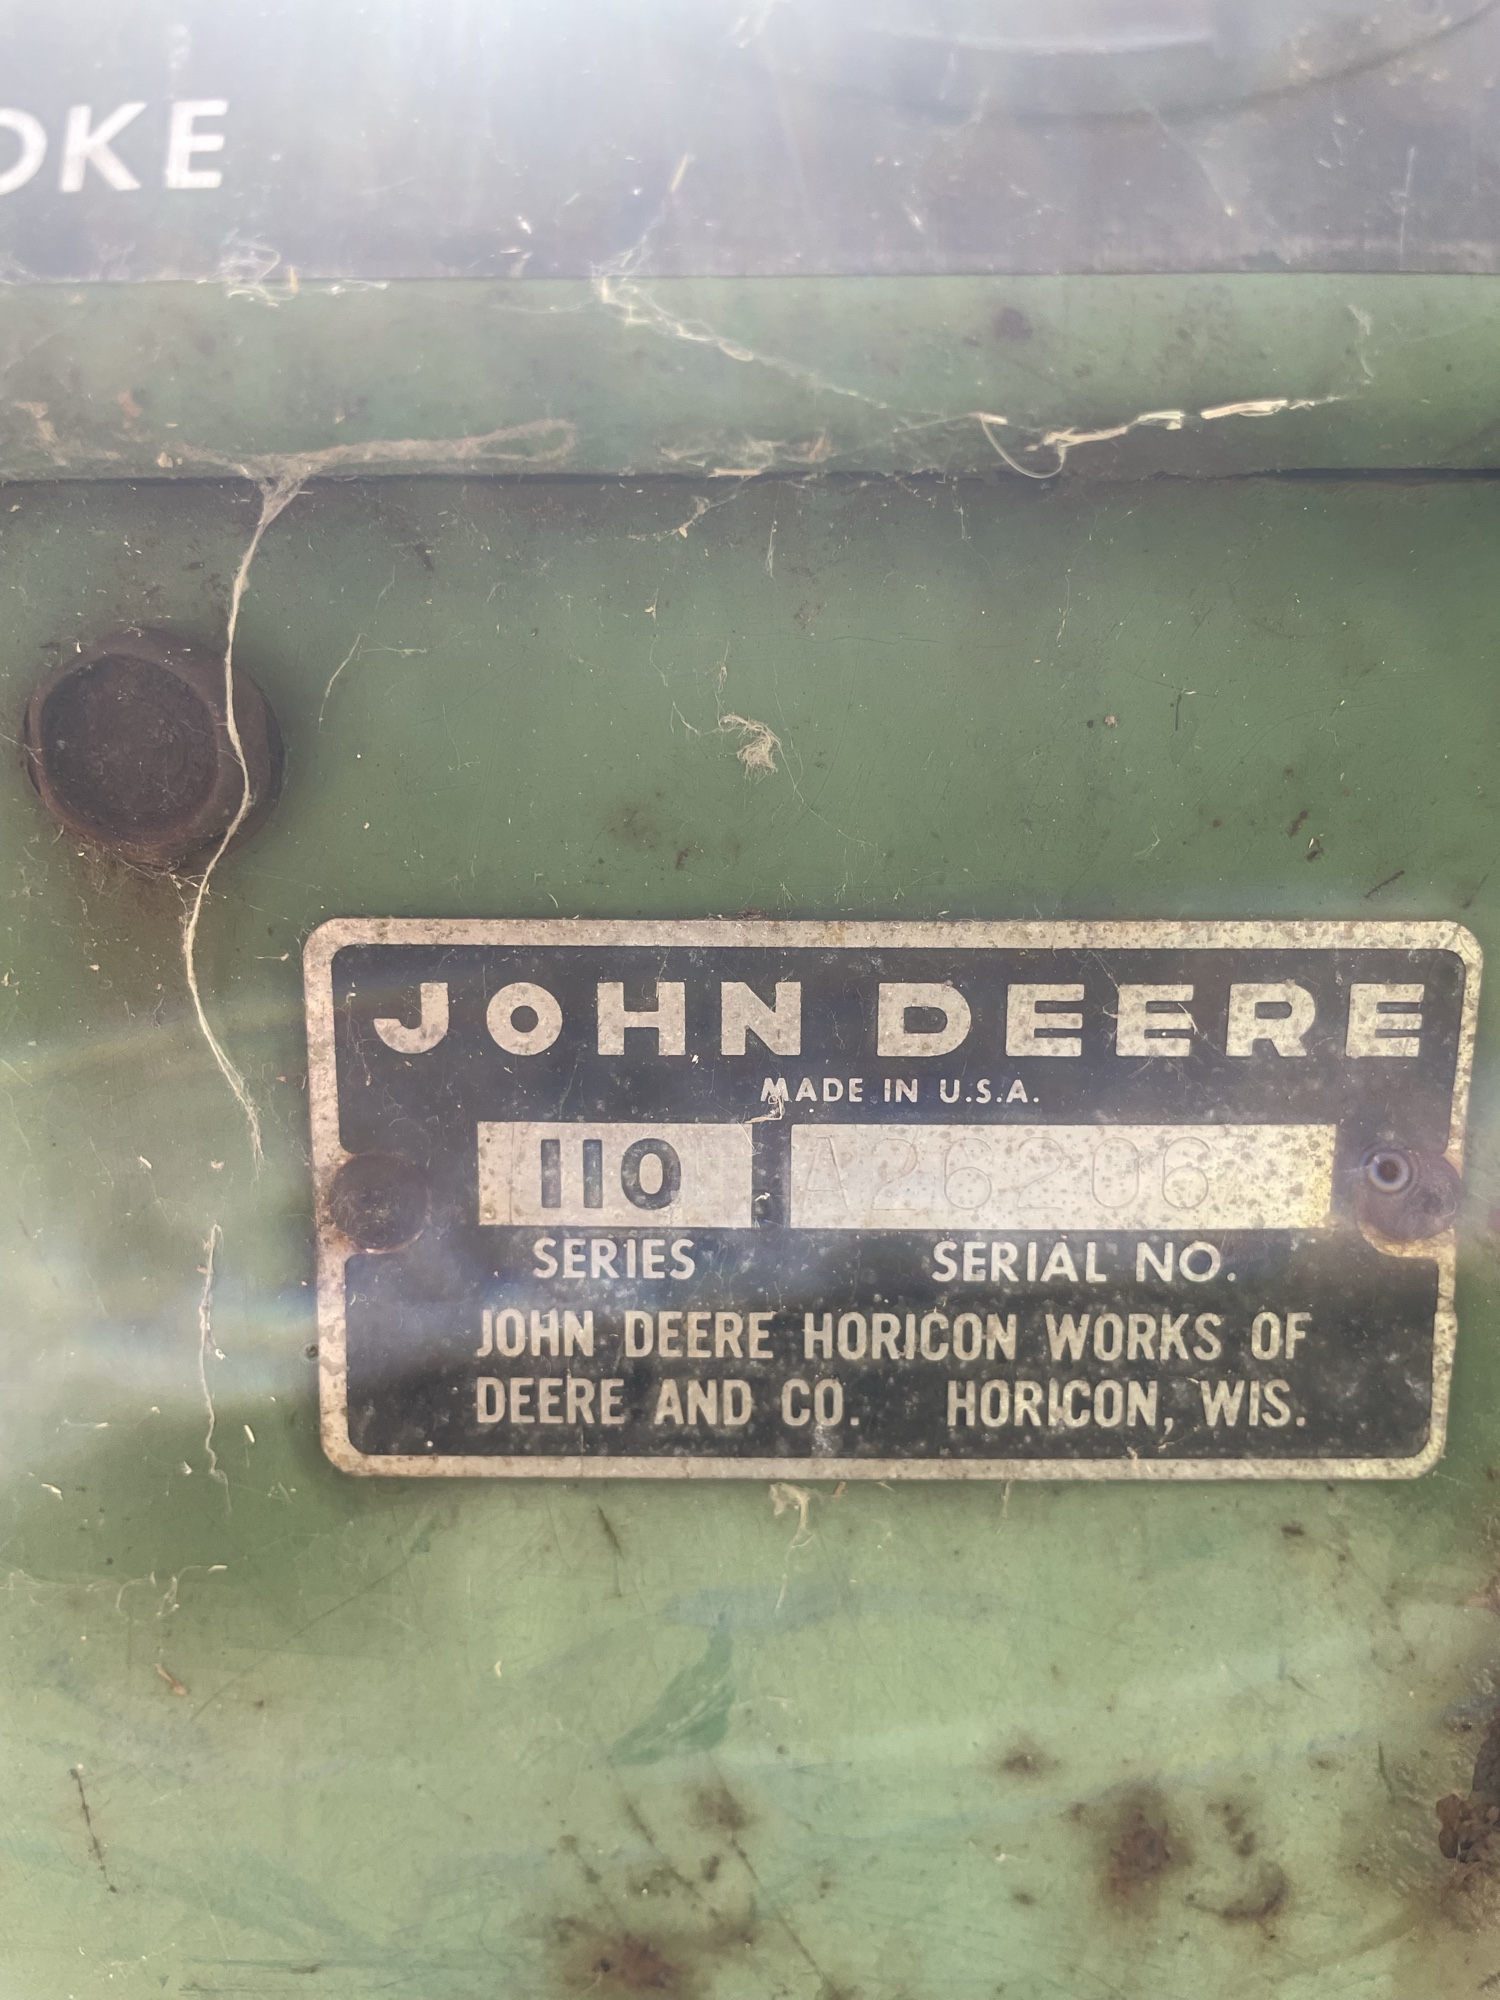 OKE
JOHN DEERE
MADE IN U.S.A.
110 A26206
SERIES SERIAL NO.
JOHN DEERE HORICON WORKS OF
DEERE AND CO. HORICON, WIS.